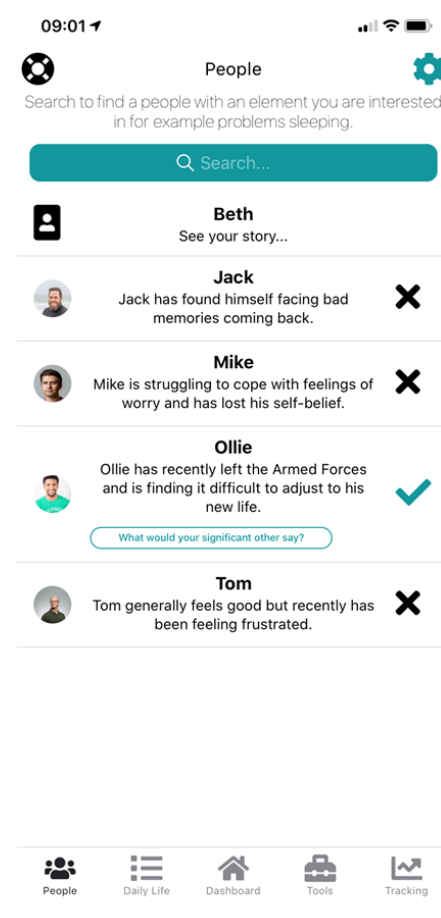 09:01
People
Search to find a people with an element you are interested
in for example problems sleeping.
Search...
Beth
See your story...
Jack
Jack has found himself facing bad
memories coming back.
Mike
Mike is struggling to cope with feelings of
worry and has lost his self-belief.
Ollie
Ollie has recently left the Armed Forces
and is finding it difficult to adjust to his
new life.
What would your significant other say?
Tom
Tom generally feels good but recently has
been feeling frustrated.
People
Daily Life
Dashboard
Tools
Tracking